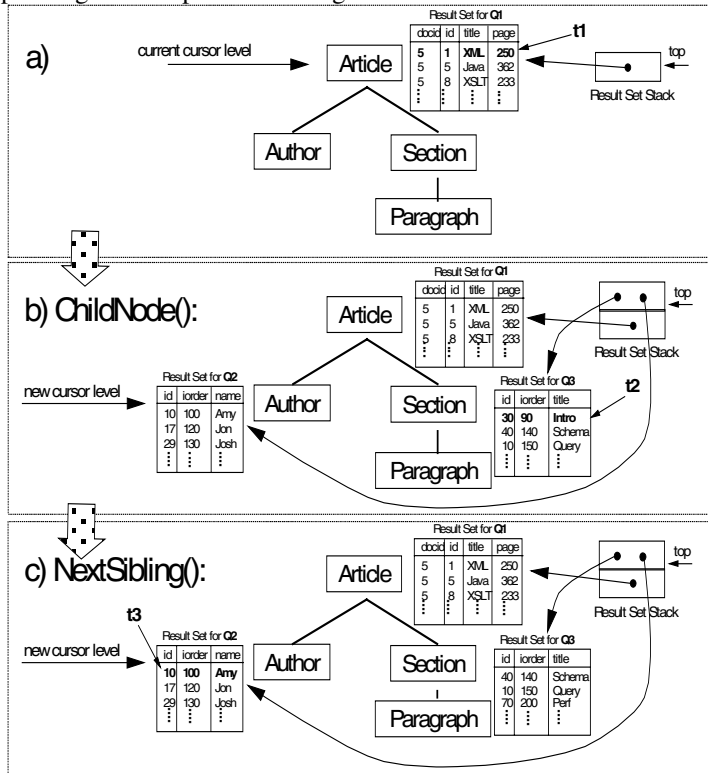 Result Set for Q1
docid id title page
5 1 XML 250
5 5 Java 362
5 8 XSLT 233
t1
a)
current cursor level
Article
top
Result Set Stack
Author
Section
Paragraph
Result Set for Q1
docid id title page
5 1 XML 250
5 5 Java 362
5 8 XSLT 233
b) ChildNode():
Article
top
Result Set Stack
new cursor level
Result Set for Q2
id iorder name
10 100 Amy
17 120 Jon
29 130 Josh
Author
Section
Paragraph
Result Set for Q3
id iorder title
30 90 Intro
40 140 Schema
10 150 Query
t2
Result Set for Q1
docid id title page
5 1 XML 250
5 5 Java 362
5 8 XSLT 233
c) NextSibling():
Article
top
Result Set Stack
t3
new cursor level
Result Set for Q2
id iorder name
10 100 Amy
17 120 Jon
29 130 Josh
Author
Section
Paragraph
Result Set for Q3
id iorder title
40 140 Schema
10 150 Query
70 200 Perf